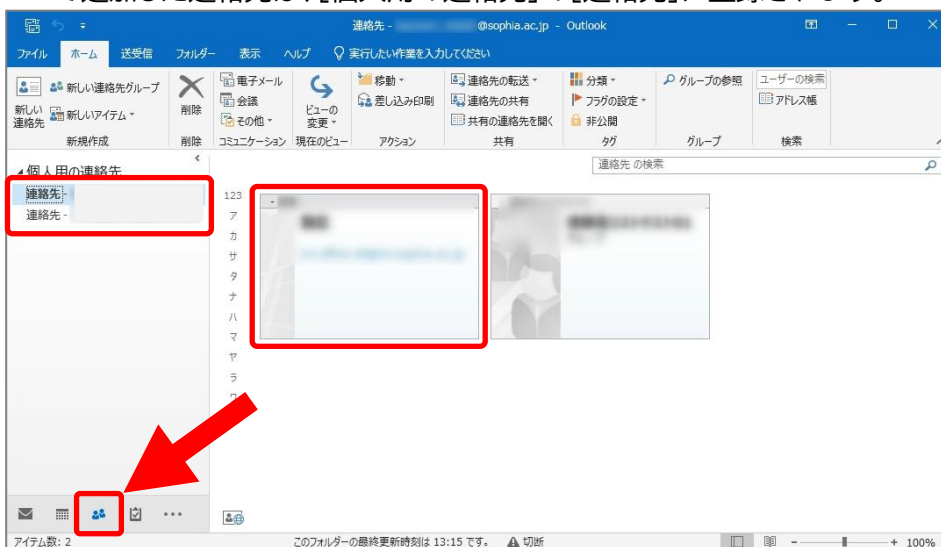 連絡先 - @sophia.ac.jp - Outlook
ファイル ホーム 送受信 フォルダー 表示 ヘルプ 実行したい作業を入力してください
新しい連絡先グループ
新しい 連絡先
新しいアイテム
新規作成
削除
削除
電子メール
会議
その他
コミュニケーション
ビューの 変更
現在のビュー
移動
差し込み印刷
アクション
連絡先の転送
連絡先の共有
共有の連絡先を開く
共有
分類
フラグの設定
非公開
タグ
グループの参照
グループ
ユーザーの検索
アドレス帳
検索
個人用の連絡先
連絡先 -
連絡先 -
連絡先 の検索
123
ア
カ
サ
タ
ナ
ハ
マ
ヤ
ラ
アイテム数: 2
このフォルダーの最終更新時刻は 13:15 です。
切断
100%